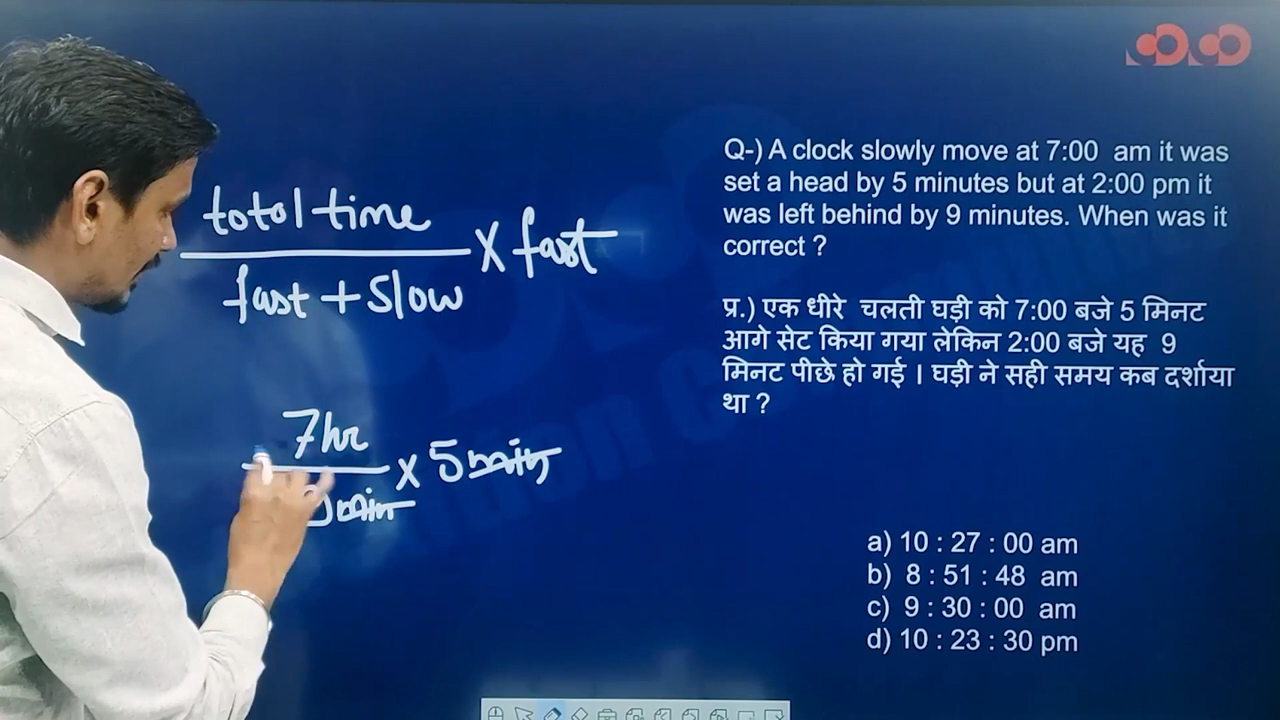 total time
fast + slow
× fast
7hr
min
× 5 min
Q-) A clock slowly move at 7:00 am it was
set a head by 5 minutes but at 2:00 pm it
was left behind by 9 minutes. When was it
correct ?
प्र.) एक धीरे चलती घड़ी को 7:00 बजे 5 मिनट
आगे सेट किया गया लेकिन 2:00 बजे यह 9
मिनट पीछे हो गई । घड़ी ने सही समय कब दर्शाया
था ?
a) 10 : 27 : 00 am
b) 8 : 51 : 48 am
c) 9 : 30 : 00 am
d) 10 : 23 : 30 pm